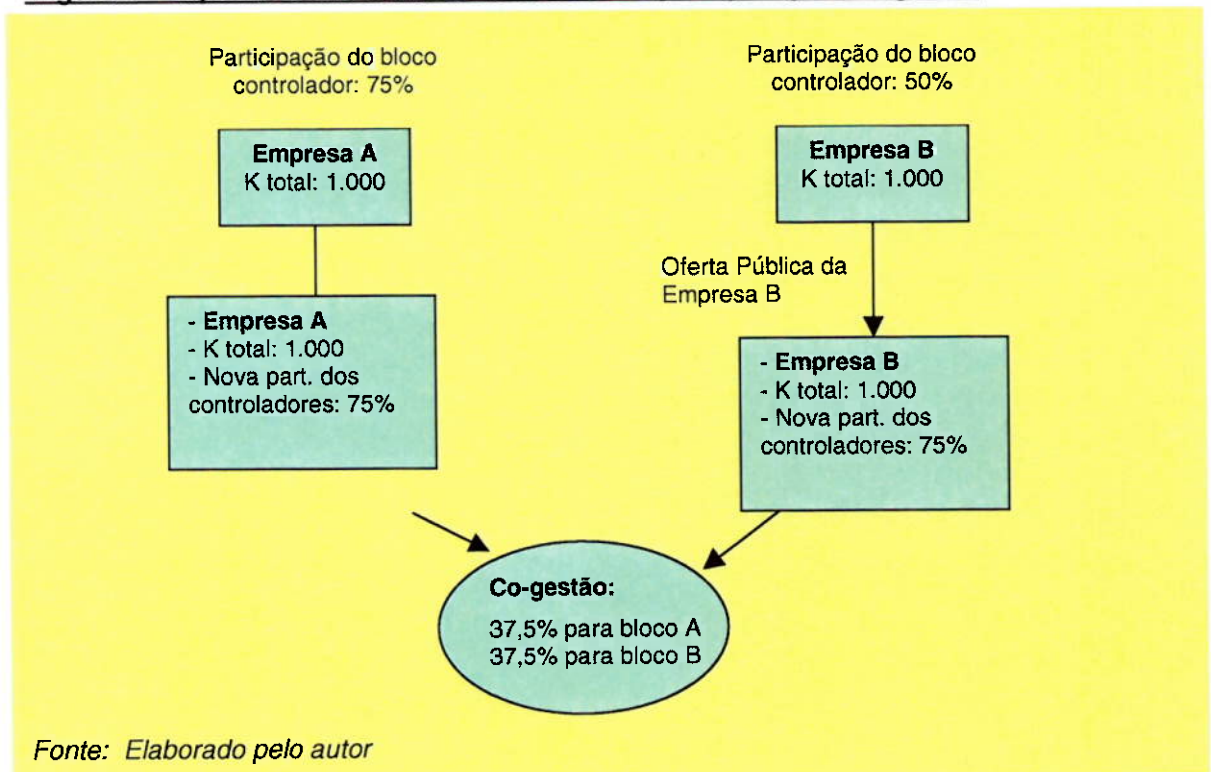 Participação do bloco
controlador: 75%
Participação do bloco
controlador: 50%
Empresa A
K total: 1.000
Empresa B
K total: 1.000
Oferta Pública da
Empresa B
- Empresa A
- K total: 1.000
- Nova part. dos
controladores: 75%
- Empresa B
- K total: 1.000
- Nova part. dos
controladores: 75%
Co-gestão:
37,5% para bloco A
37,5% para bloco B
Fonte: Elaborado pelo autor